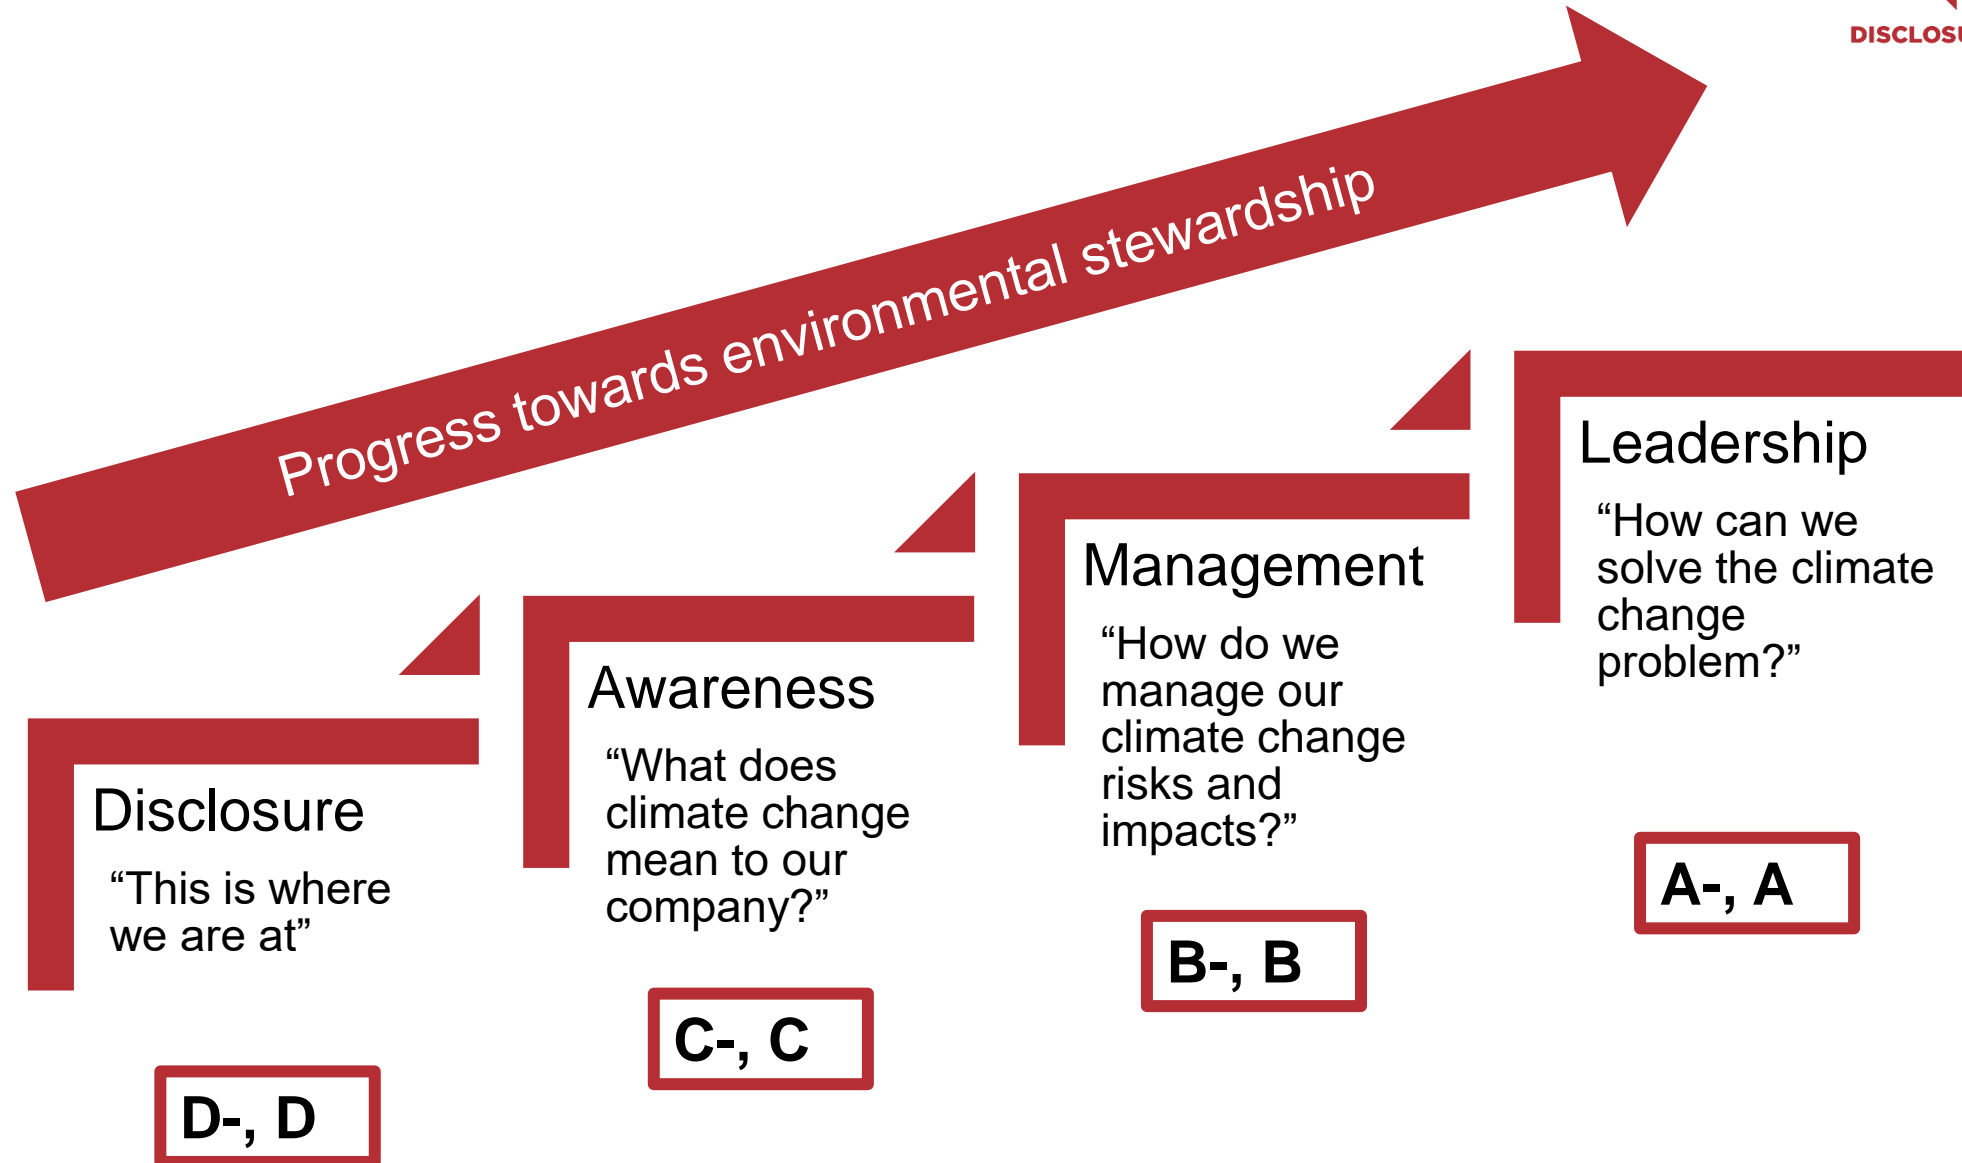 Progress towards environmental stewardship
Disclosure
“This is where
we are at”
D-, D
Awareness
“What does
climate change
mean to our
company?”
C-, C
Management
“How do we
manage our
climate change
risks and
impacts?”
B-, B
Leadership
“How can we
solve the climate
change
problem?”
A-, A